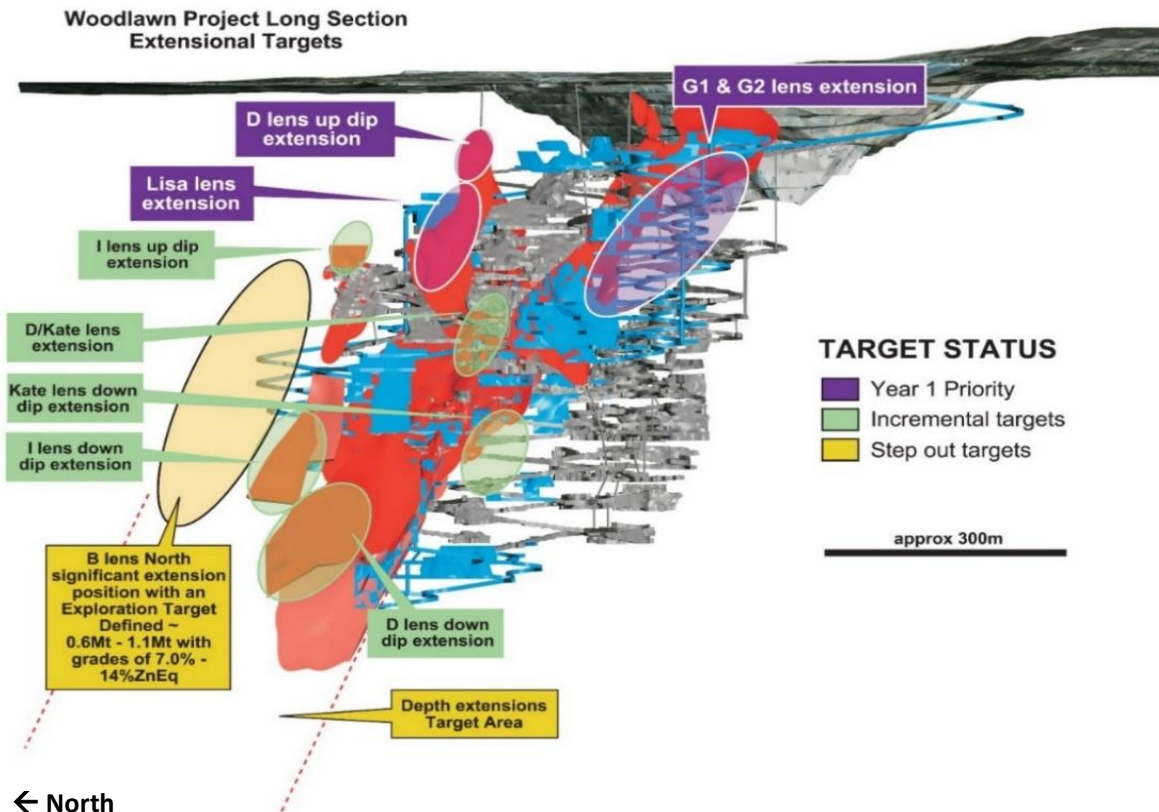 Woodlawn Project Long Section
Extensional Targets
G1 & G2 lens extension
D lens up dip
extension
Lisa lens
extension
I lens up dip
extension
D/Kate lens
extension
Kate lens down
dip extension
I lens down
dip extension
TARGET STATUS
Year 1 Priority
Incremental targets
Step out targets
approx 300m
B lens North
significant extension
position with an
Exploration Target
Defined ~
0.6Mt - 1.1Mt with
grades of 7.0% -
14%ZnEq
D lens down
dip extension
Depth extensions
Target Area
← North